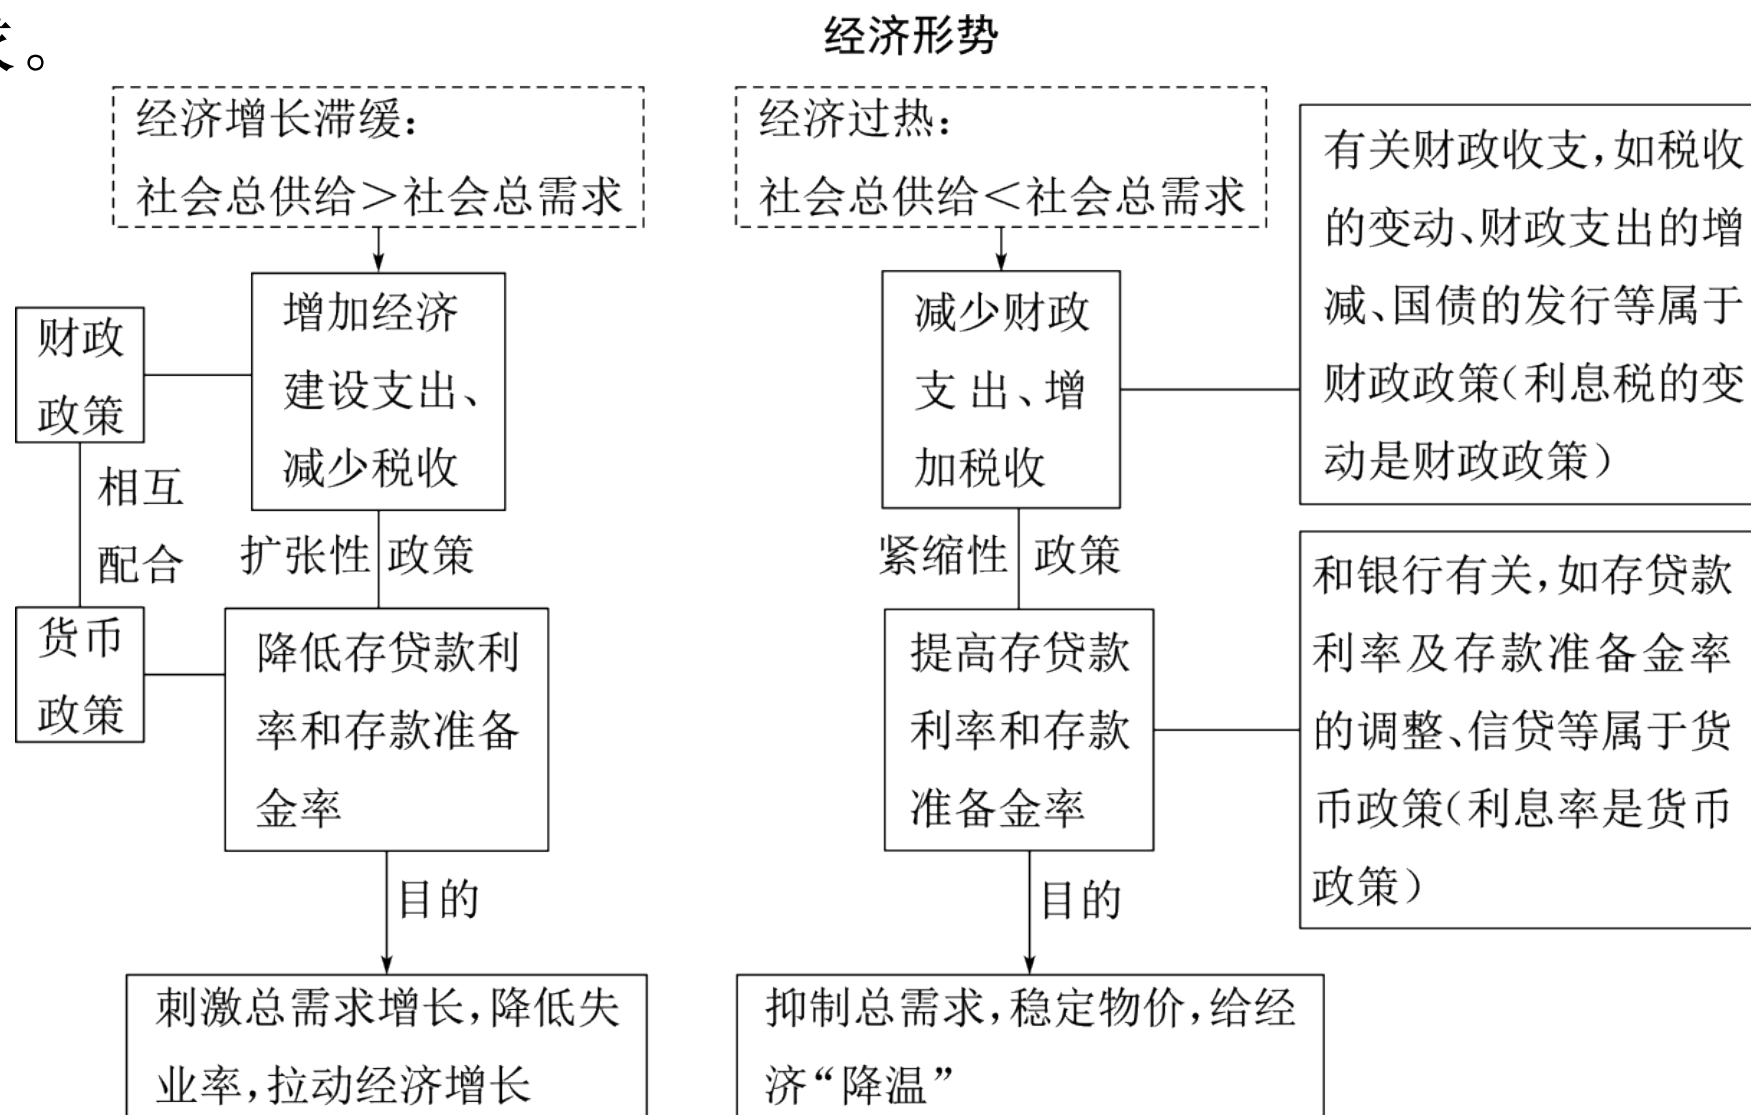 求。
经济形势
经济增长滞缓：
社会总供给＞社会总需求
经济过热：
社会总供给＜社会总需求
有关财政收支，如税收
的变动、财政支出的增
减、国债的发行等属于
财政政策（利息税的变
动是财政政策）
财政
政策
增加经济
建设支出、
减少税收
减少财政
支出、增
加税收
相互
配合
扩张性政策
紧缩性政策
和银行有关，如存贷款
利率及存款准备金率
的调整、信贷等属于货
币政策（利息率是货币
政策）
货币
政策
降低存贷款利
率和存款准备
金率
提高存贷款
利率和存款
准备金率
目的
目的
刺激总需求增长，降低失
业率，拉动经济增长
抑制总需求，稳定物价，给经
济“降温”